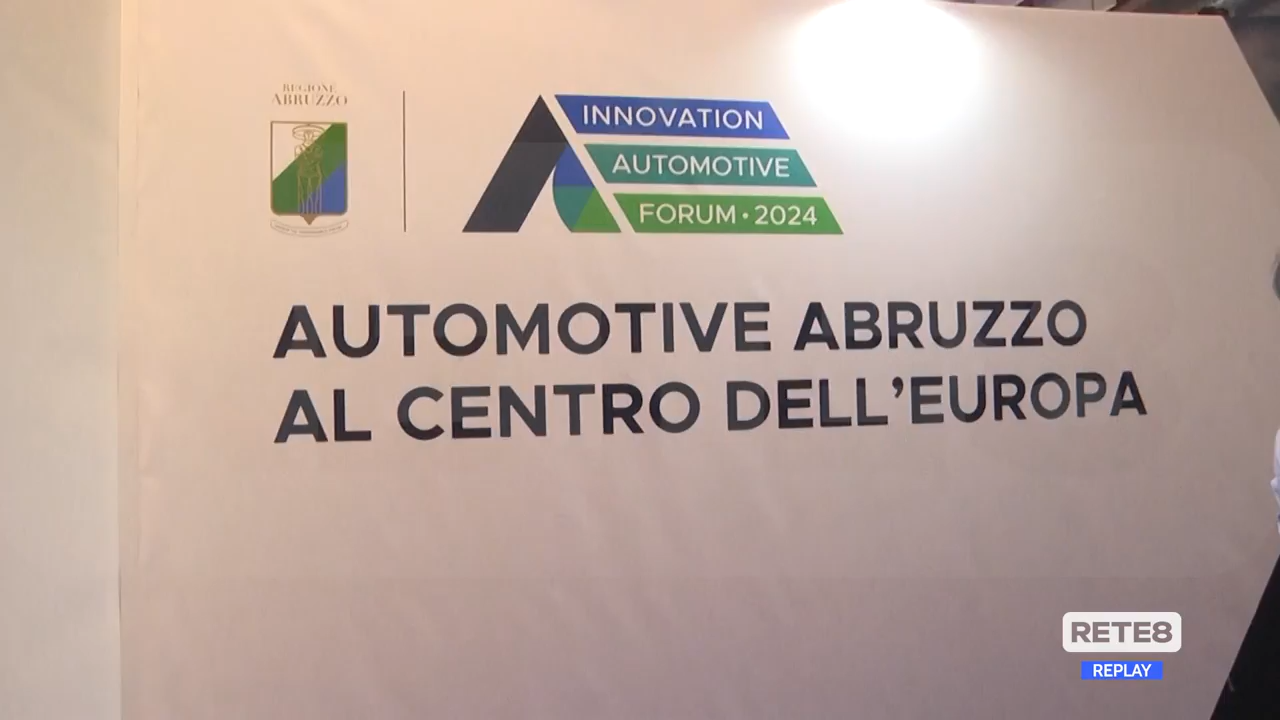 REGIONE
ABRUZZO
INNOVATION
AUTOMOTIVE
FORUM • 2024
AUTOMOTIVE ABRUZZO
AL CENTRO DELL'EUROPA
RETE8
REPLAY